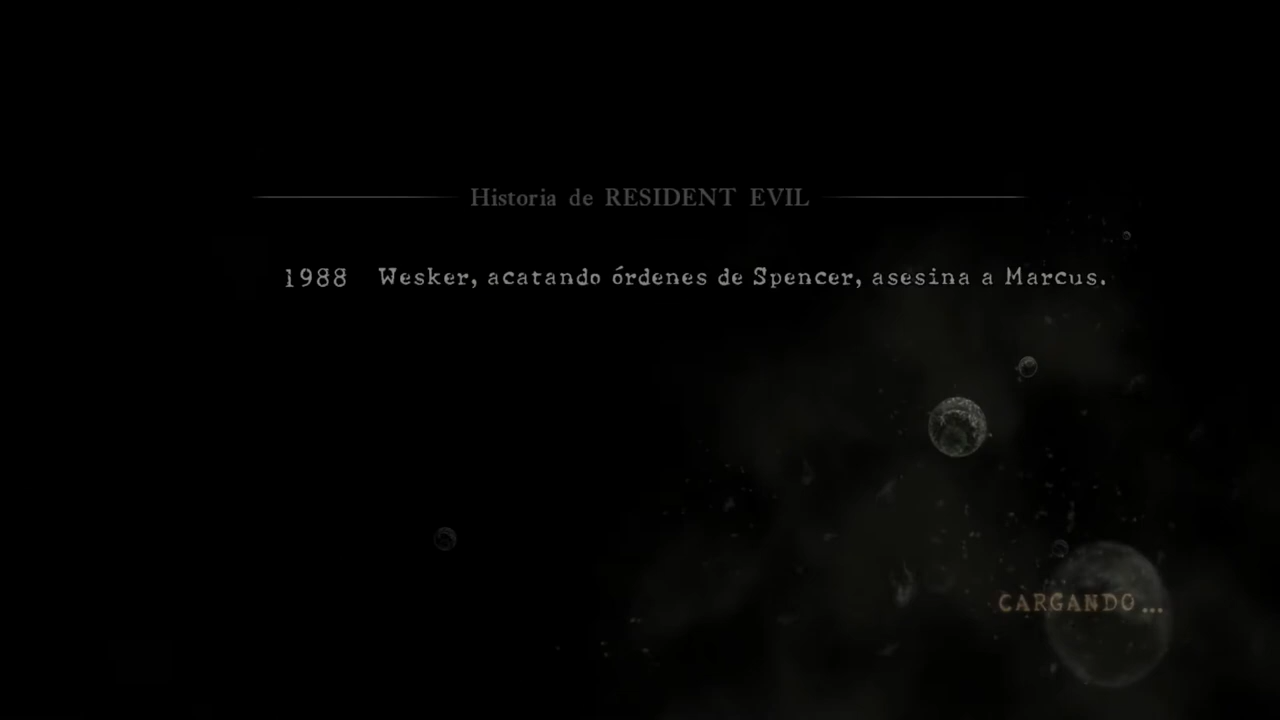 Historia de RESIDENT EVIL
1988 Wesker, acatando órdenes de Spencer, asesina a Marcus.
CARGANDO...